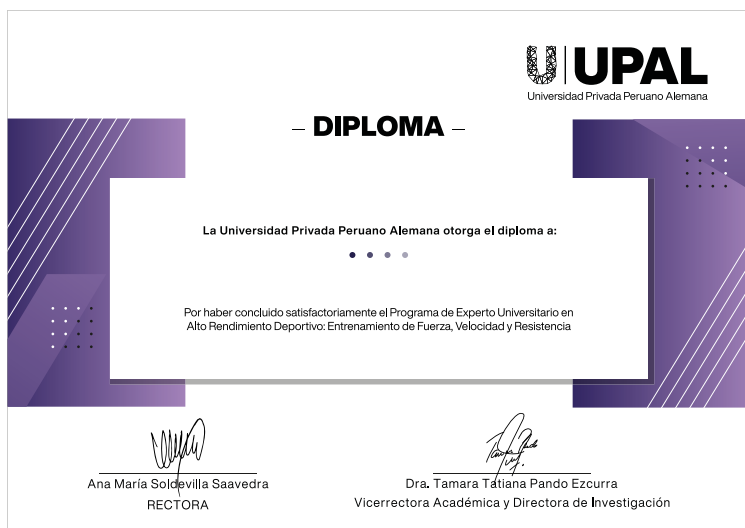 UPAL
Universidad Privada Peruano Alemana
– DIPLOMA –
La Universidad Privada Peruano Alemana otorga el diploma a:
Por haber concluido satisfactoriamente el Programa de Experto Universitario en
Alto Rendimiento Deportivo: Entrenamiento de Fuerza, Velocidad y Resistencia
Ana María Soldevilla Saavedra
RECTORA
Dra. Tamara Tatiana Pando Ezcurra
Vicerrectora Académica y Directora de Investigación